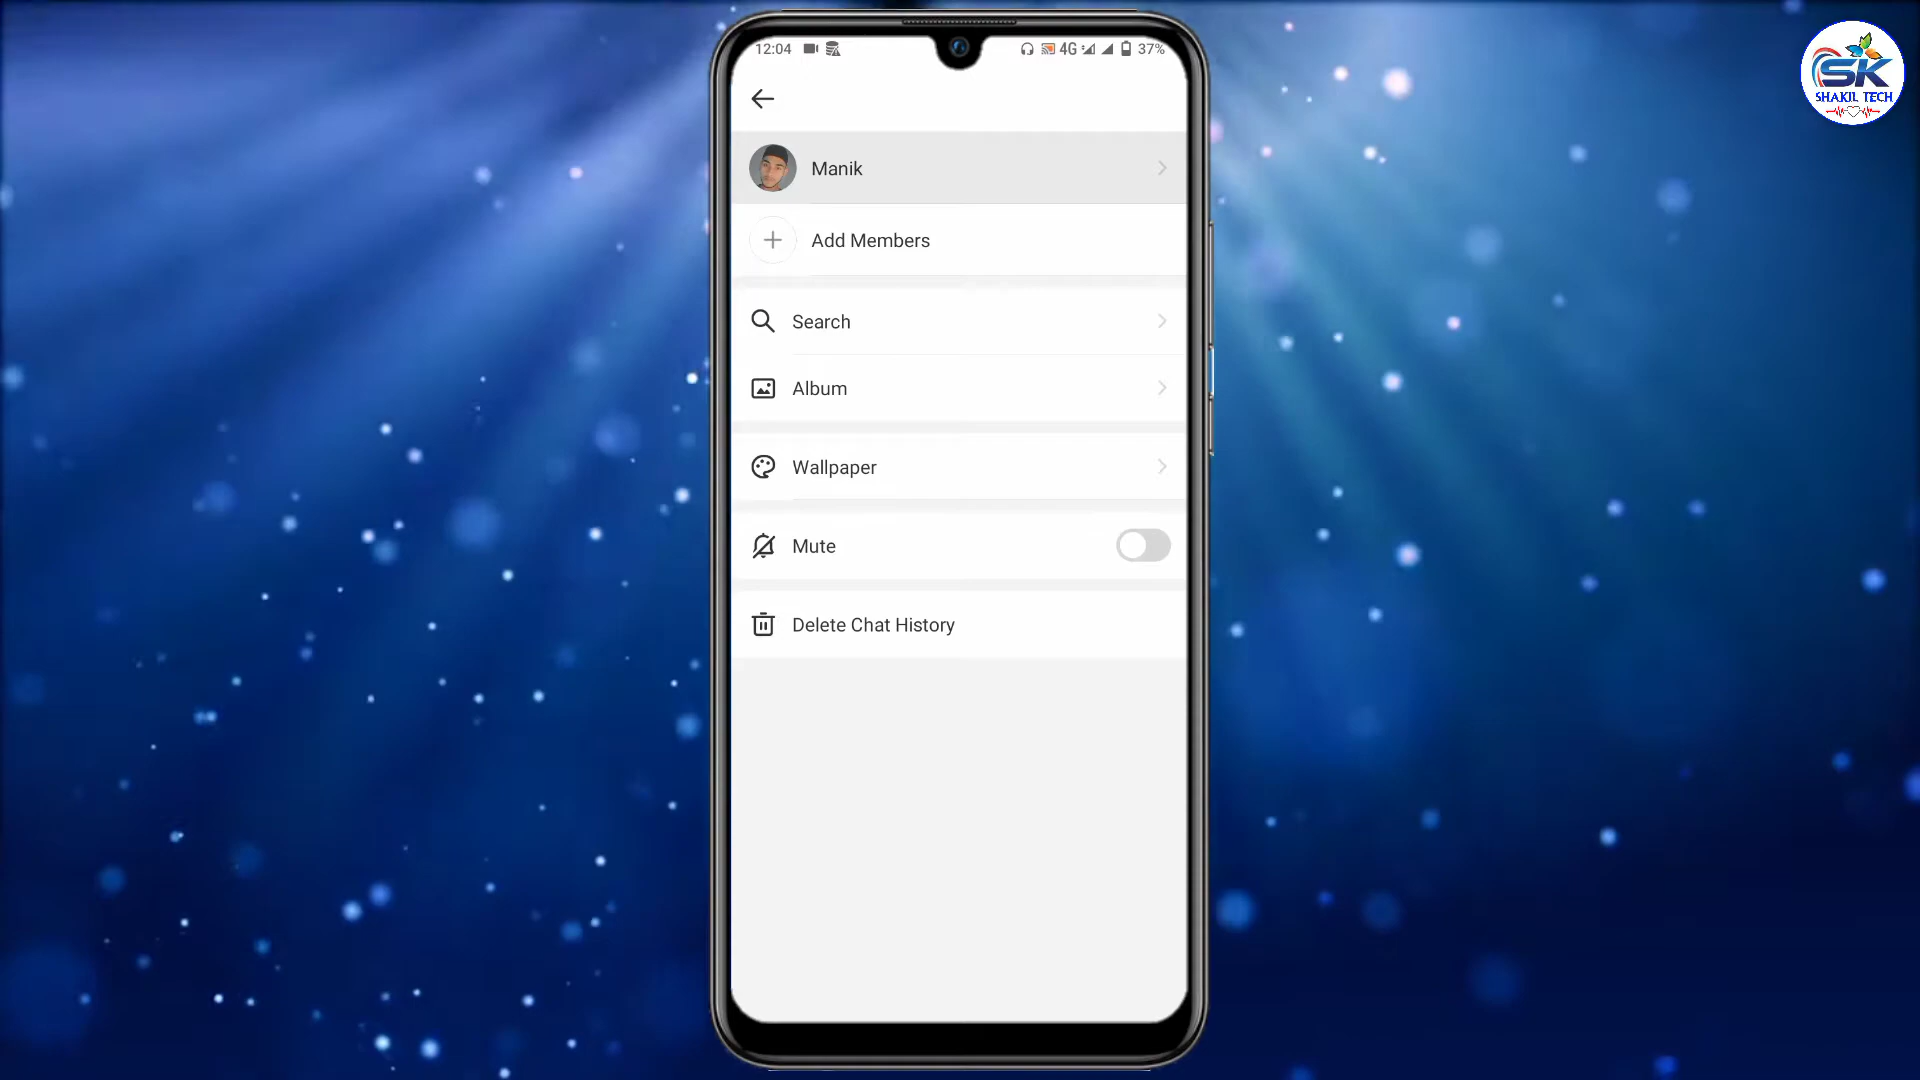 12:04 4G 37%
SK
SHAKIL TECH
Manik
Add Members
Search
Album
Wallpaper
Mute
Delete Chat History